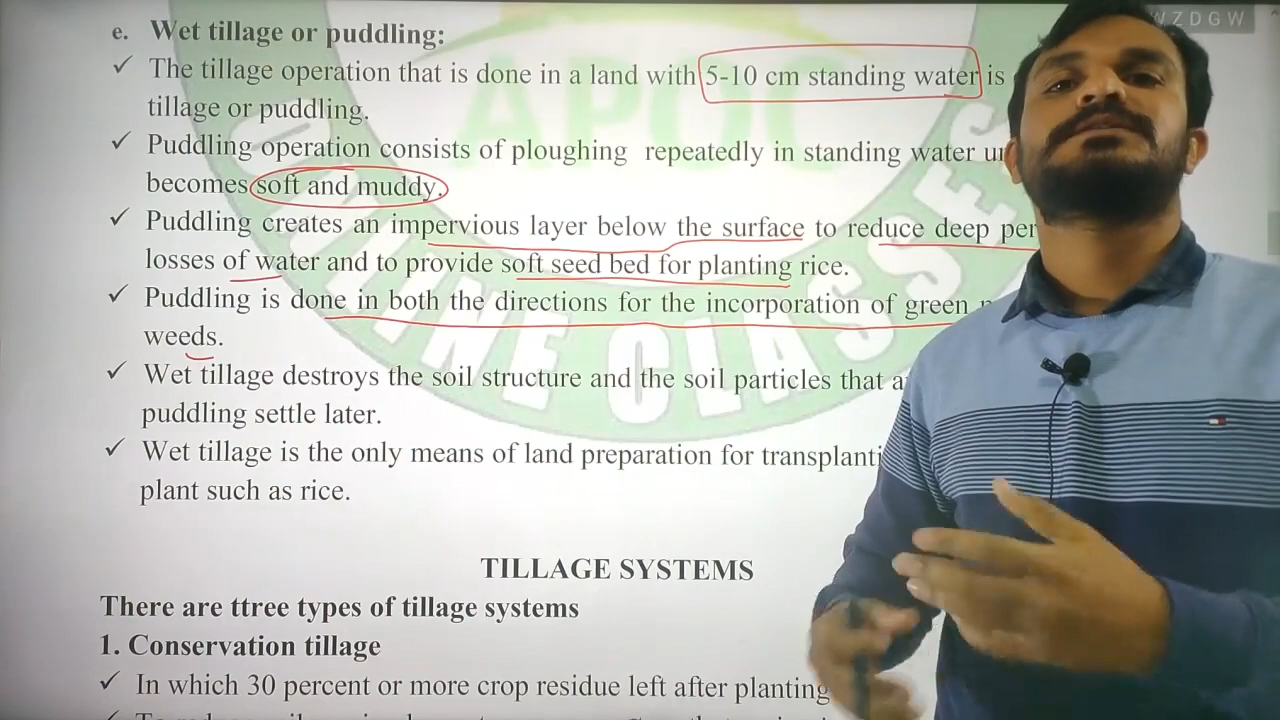 WZDGW
e. Wet tillage or puddling:
✓ The tillage operation that is done in a land with 5-10 cm standing water is
tillage or puddling.
✓ Puddling operation consists of ploughing repeatedly in standing water
becomes soft and muddy.
✓ Puddling creates an impervious layer below the surface to reduce deep per
losses of water and to provide soft seed bed for planting rice.
✓ Puddling is done in both the directions for the incorporation of green
weeds.
✓ Wet tillage destroys the soil structure and the soil particles that
puddling settle later.
✓ Wet tillage is the only means of land preparation for transplanti
plant such as rice.
TILLAGE SYSTEMS
There are ttree types of tillage systems
1. Conservation tillage
✓ In which 30 percent or more crop residue left after planting
APOC
ONLINE CLASSES